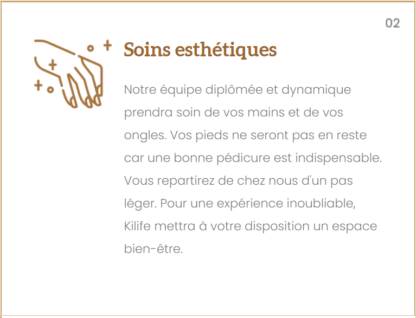 02
Soins esthétiques
Notre équipe diplômée et dynamique
prendra soin de vos mains et de vos
ongles. Vos pieds ne seront pas en reste
car une bonne pédicure est indispensable.
Vous repartirez de chez nous d'un pas
léger. Pour une expérience inoubliable,
Kilife mettra à votre disposition un espace
bien-être.